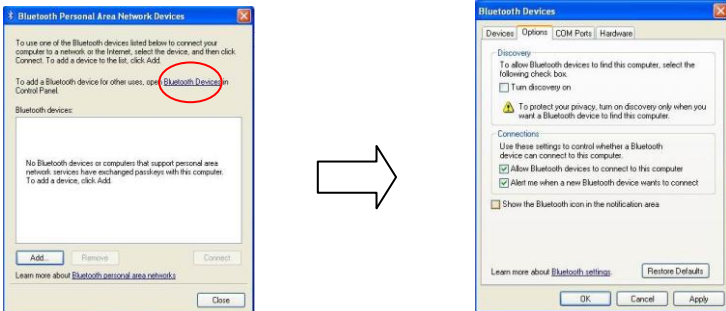 Bluetooth Personal Area Network Devices
To use one of the Bluetooth devices listed below to connect your
computer to a network or the Internet, select the device, and then click
Connect. To add a device to the list, click Add.
To add a Bluetooth device for other uses, open Bluetooth Devices in
Control Panel.
Bluetooth devices:
No Bluetooth devices or computers that support personal area
network services have exchanged passkeys with this computer.
To add a device, click Add.
Add... Remove Connect
Learn more about Bluetooth personal area networks
Close
Bluetooth Devices
Devices Options COM Ports Hardware
Discovery
To allow Bluetooth devices to find this computer, select the
following check box.
Turn discovery on
To protect your privacy, turn on discovery only when you
want a Bluetooth device to find this computer.
Connections
Use these settings to control whether a Bluetooth
device can connect to this computer.
Allow Bluetooth devices to connect to this computer
Alert me when a new Bluetooth device wants to connect
Show the Bluetooth icon in the notification area
Learn more about Bluetooth settings.
Restore Defaults
OK Cancel Apply